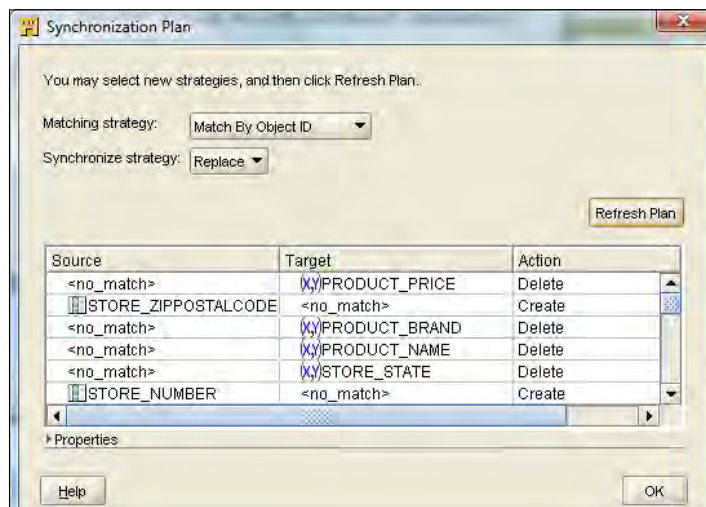 Synchronization Plan
You may select new strategies, and then click Refresh Plan.
Matching strategy: Match By Object ID
Synchronize strategy: Replace
Refresh Plan
Source Target Action
<no_match> (X,Y)PRODUCT_PRICE Delete
STORE_ZIPPOSTALCODE <no_match> Create
<no_match> (X,Y)PRODUCT_BRAND Delete
<no_match> (X,Y)PRODUCT_NAME Delete
<no_match> (X,Y)STORE_STATE Delete
STORE_NUMBER <no_match> Create
Properties
Help OK